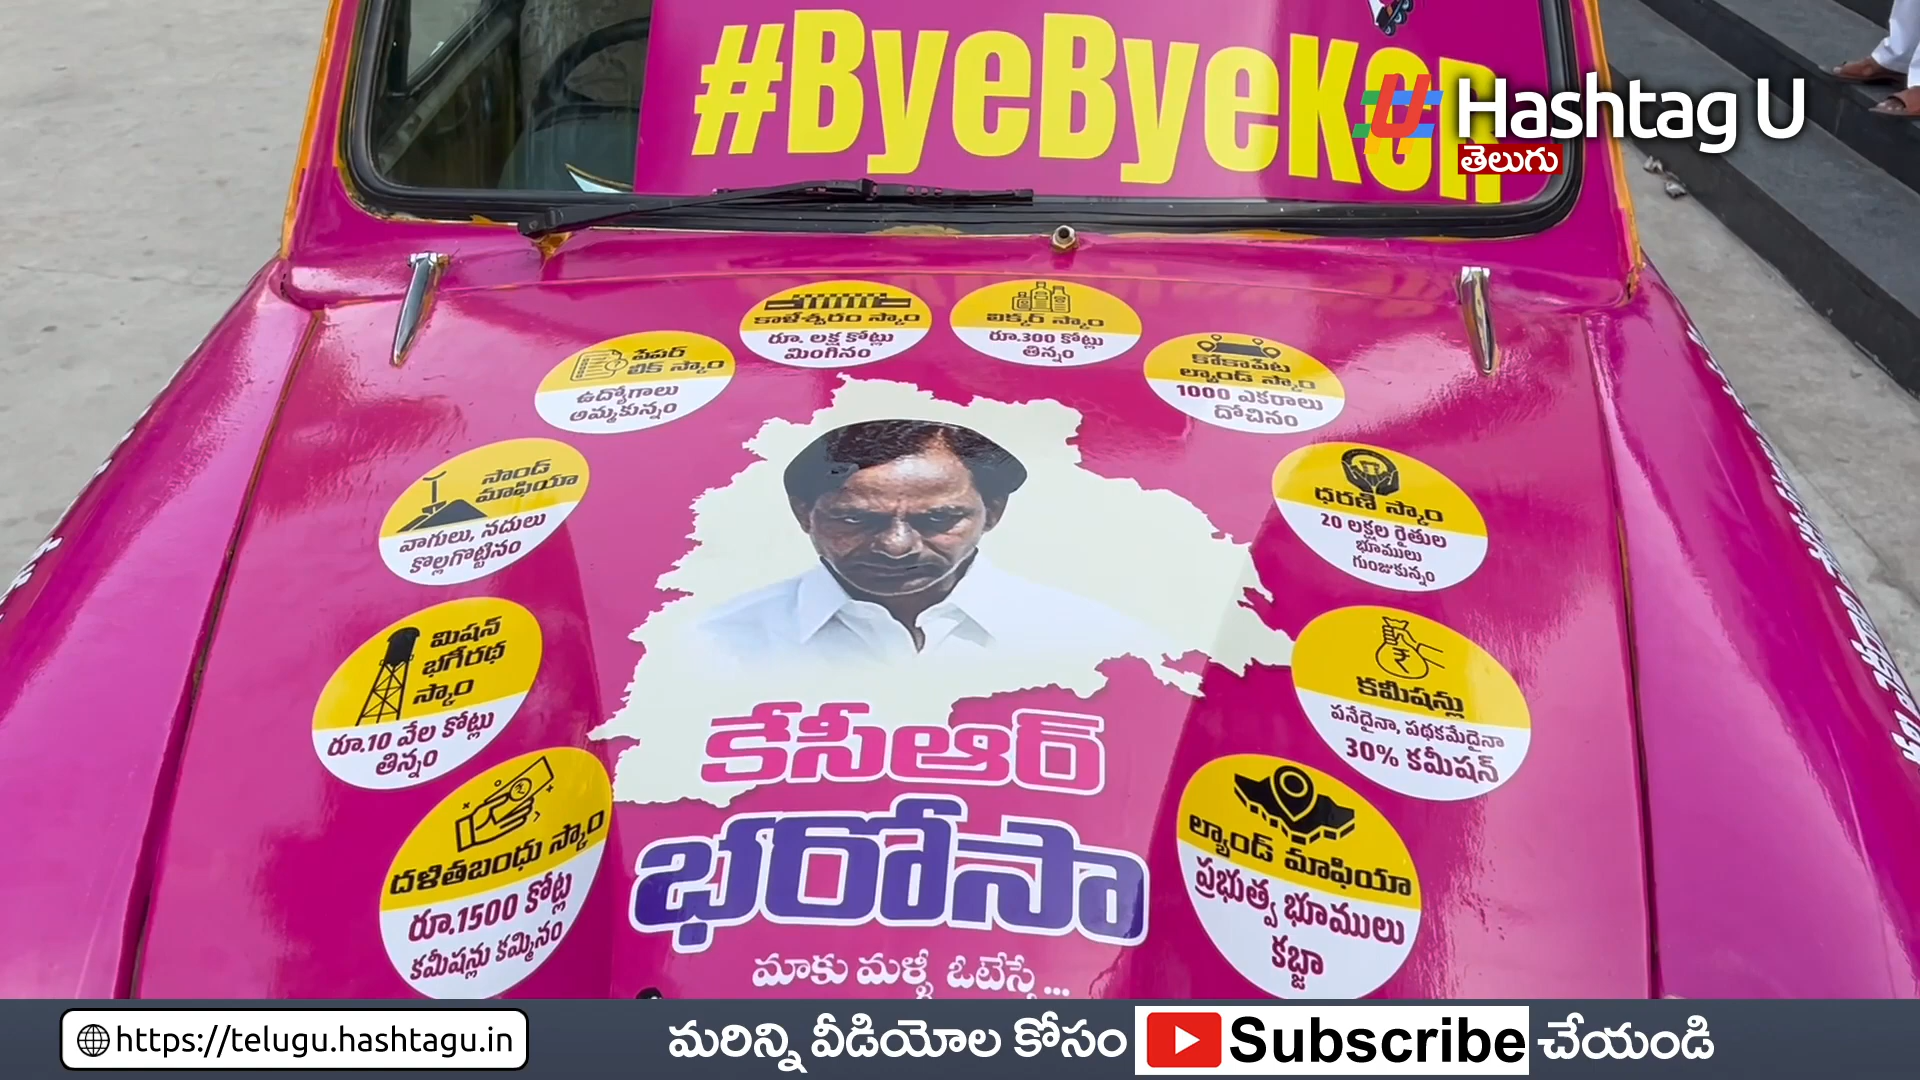 #ByeByeKCR
Hashtag U
తెలుగు
కాళేశ్వరం స్కాం
రూ. లక్ష కోట్లు
మింగినం
లిక్కర్ స్కాం
రూ.300 కోట్లు
తిన్నం
పేపర్
లీక్ స్కాం
ఉద్యోగాలు
అమ్మకున్నం
కోకాపేట
ల్యాండ్ స్కాం
1000 ఎకరాలు
దోచినం
సాండ్
మాఫియా
వాగులు, నదులు
కొల్లగొట్టినం
ధరణి స్కాం
20 లక్షల రైతుల
భూములు
గుంజుకున్నం
మిషన్
భగీరథ
స్కాం
రూ.10 వేల కోట్లు
తిన్నం
కమీషన్లు
పనేదైనా, పథకమేదైనా
30% కమీషన్
దళితబంధు స్కాం
రూ.1500 కోట్ల
కమీషన్లు కమ్మినం
ల్యాండ్ మాఫియా
ప్రభుత్వ భూములు
కబ్జా
కేసీఆర్
భరోసా
మాకు మళ్ళీ ఓటేస్తే...
https://telugu.hashtagu.in
మరిన్ని వీడియోల కోసం Subscribe చేయండి